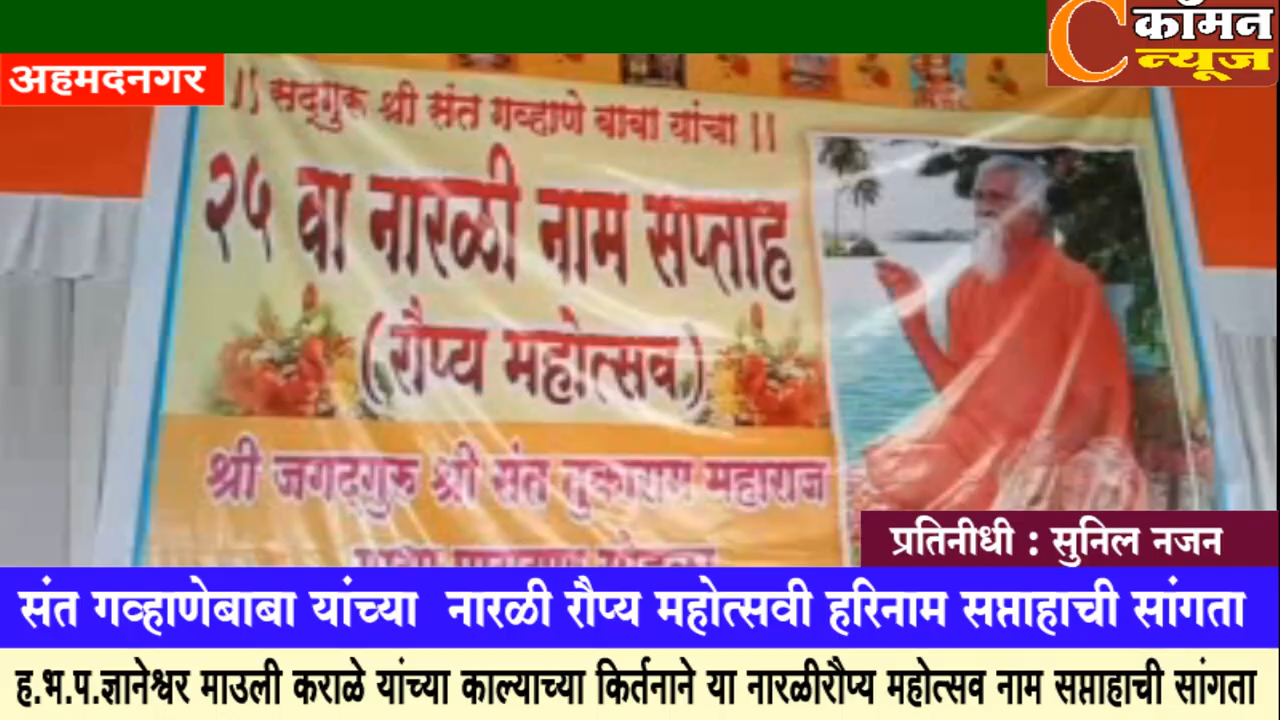 कॉमन
न्यूज
अहमदनगर
|| सद्गुरू श्री संत गव्हाणे बाबा यांचा ||
२५ वा नारळी नाम सप्ताह
(रौप्य महोत्सव)
श्री जगद्गुरू श्री संत तुकाराम महाराज
प्रतिनीधी : सुनिल नजन
संत गव्हाणेबाबा यांच्या नारळी रौप्य महोत्सवी हरिनाम सप्ताहाची सांगता
ह.भ.प.ज्ञानेश्वर माउली कराळे यांच्या काल्याच्या किर्तनाने या नारळीरौप्य महोत्सव नाम सप्ताहाची सांगता